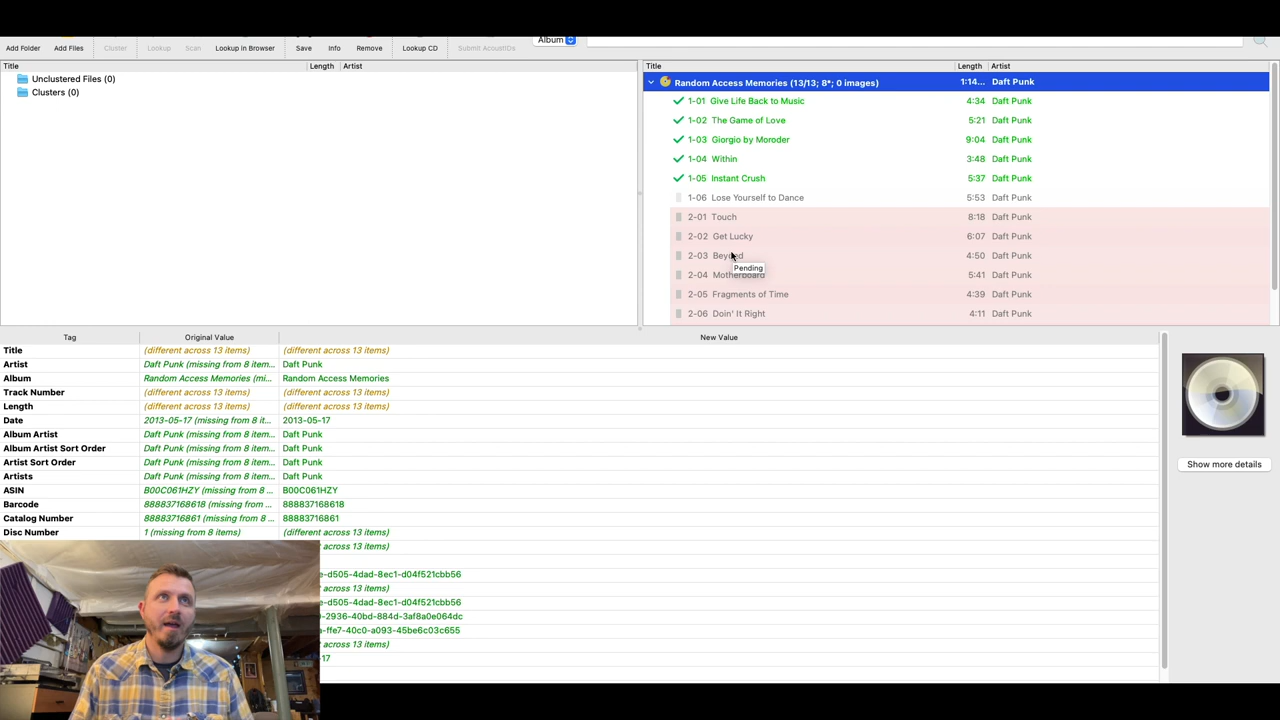 Album
Add Folder Add Files Cluster Lookup Scan Lookup in Browser Save Info Remove Lookup CD Submit AcoustIDs
Title Length Artist
Unclustered Files (0)
Clusters (0)
Title Length Artist
Random Access Memories (13/13; 8*; 0 images) 1:14... Daft Punk
1-01 Give Life Back to Music 4:34 Daft Punk
1-02 The Game of Love 5:21 Daft Punk
1-03 Giorgio by Moroder 9:04 Daft Punk
1-04 Within 3:48 Daft Punk
1-05 Instant Crush 5:37 Daft Punk
1-06 Lose Yourself to Dance 5:53 Daft Punk
2-01 Touch 8:18 Daft Punk
2-02 Get Lucky 6:07 Daft Punk
2-03 Beyond 4:50 Daft Punk
Pending
2-04 Motherboard 5:41 Daft Punk
2-05 Fragments of Time 4:39 Daft Punk
2-06 Doin' It Right 4:11 Daft Punk
Tag Original Value New Value
Title (different across 13 items) (different across 13 items)
Artist Daft Punk (missing from 8 item... Daft Punk
Album Random Access Memories (mi... Random Access Memories
Track Number (different across 13 items) (different across 13 items)
Length (different across 13 items) (different across 13 items)
Date 2013-05-17 (missing from 8 it... 2013-05-17
Album Artist Daft Punk (missing from 8 item... Daft Punk
Album Artist Sort Order Daft Punk (missing from 8 item... Daft Punk
Artist Sort Order Daft Punk (missing from 8 item... Daft Punk
Artists Daft Punk (missing from 8 item... Daft Punk
ASIN B00C061HZY (missing from 8 ... B00C061HZY
Barcode 888837168618 (missing from ... 888837168618
Catalog Number 88883716861 (missing from 8 ... 88883716861
Disc Number 1 (missing from 8 items) (different across 13 items)
across 13 items)
e-d505-4dad-8ec1-d04f521cbb56
across 13 items)
e-d505-4dad-8ec1-d04f521cbb56
-2936-40bd-884d-3af8a0e064dc
-ffe7-40c0-a093-45be6c03c655
across 13 items)
17
Show more details